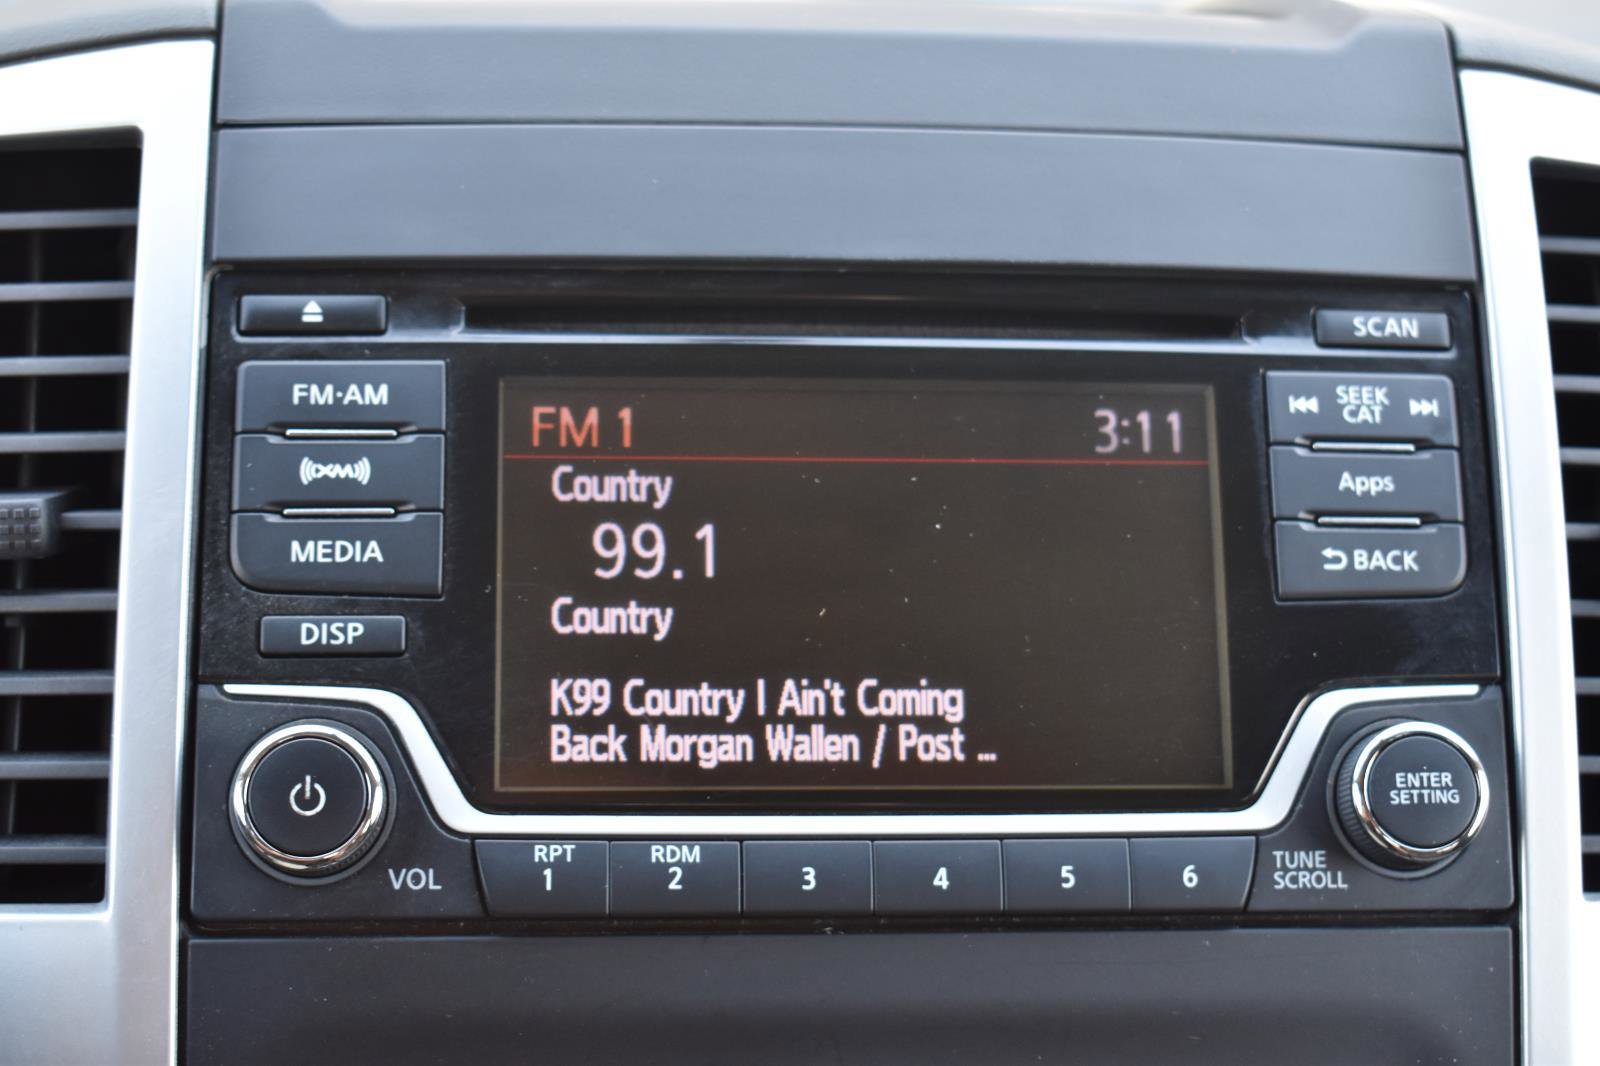 SCAN
FM·AM
SEEK
CAT
XM
Apps
MEDIA
BACK
DISP
FM 1 3:11
Country
99.1
Country
K99 Country I Ain't Coming
Back Morgan Wallen / Post ...
ENTER
SETTING
VOL
RPT
1
RDM
2
3
4
5
6
TUNE
SCROLL